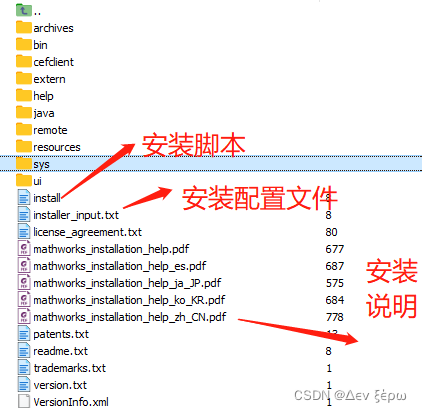 ..
archives
bin
cefclient
extern
help
java
remote
resources
安装脚本
sys
ui
install
安装配置文件
installer_input.txt 8
license_agreement.txt 80
mathworks_installation_help.pdf 677
mathworks_installation_help_es.pdf 687
安装
mathworks_installation_help_ja_JP.pdf 575
mathworks_installation_help_ko_KR.pdf 684
说明
mathworks_installation_help_zh_CN.pdf 778
patents.txt
readme.txt 8
trademarks.txt 1
version.txt 1
VersionInfo.xml 1
CSDN @Δεν ξέρω